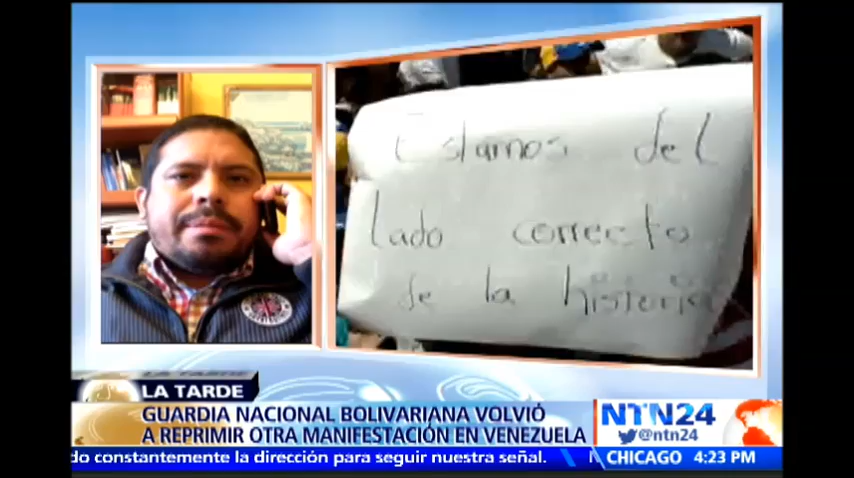 Estamos del
lado correcto
de la historia
LA TARDE
GUARDIA NACIONAL BOLIVARIANA VOLVIÓ
A REPRIMIR OTRA MANIFESTACIÓN EN VENEZUELA
NTN24
@ntn24
do constantemente la dirección para seguir nuestra señal.
CHICAGO 4:23 PM